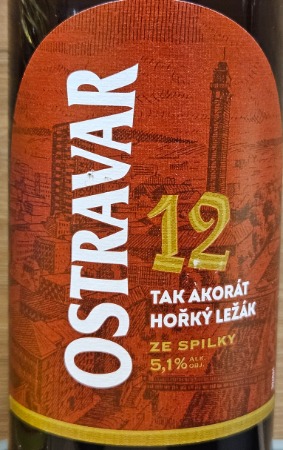 OSTRAVAR
12
TAK AKORÁT
HOŘKÝ LEŽÁK
ZE SPILKY
5,1% ALK. OBJ.